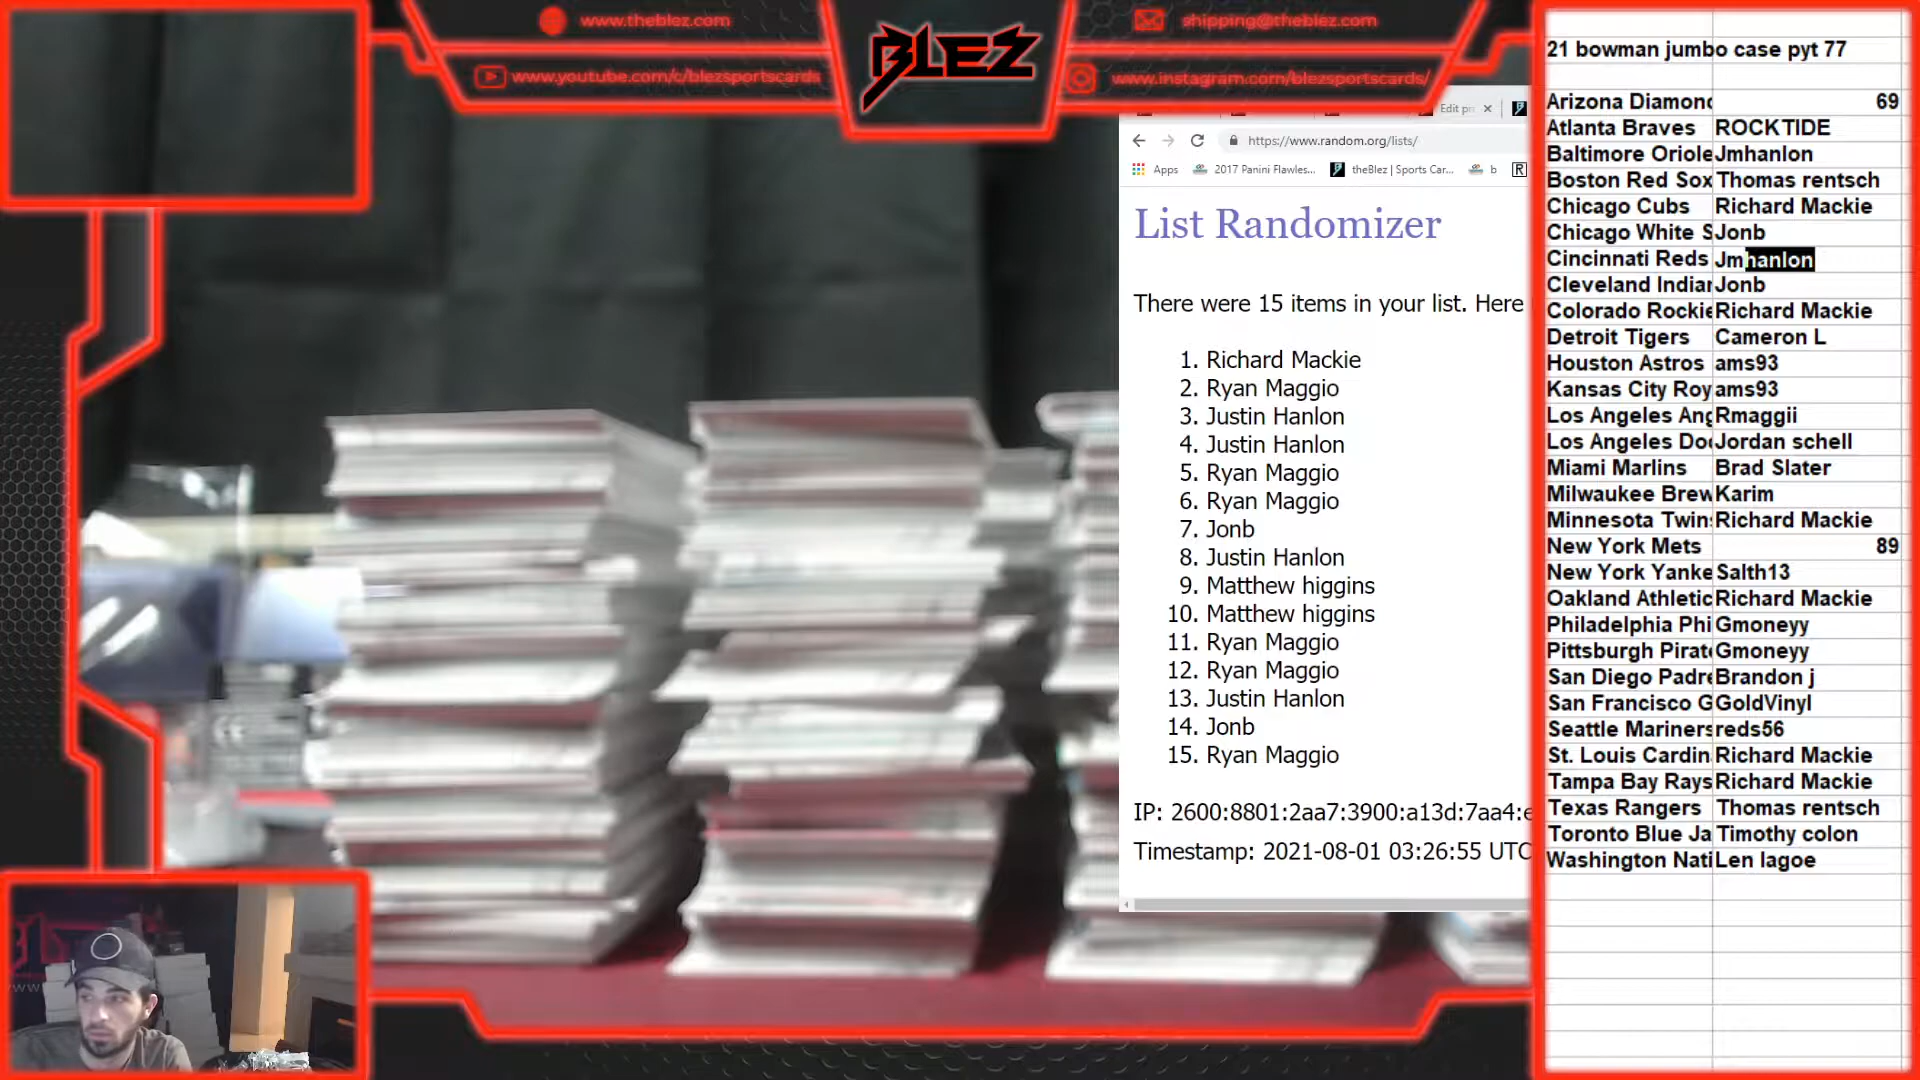 www.theblez.com
shipping@theblez.com
www.youtube.com/c/blezsportscards
www.instagram.com/blezsportscards/
BLEZ
Edit pr
https://www.random.org/lists/
Apps
2017 Panini Flawles...
theBlez | Sports Car...
b
R
List Randomizer
There were 15 items in your list. Here
1. Richard Mackie
2. Ryan Maggio
3. Justin Hanlon
4. Justin Hanlon
5. Ryan Maggio
6. Ryan Maggio
7. Jonb
8. Justin Hanlon
9. Matthew higgins
10. Matthew higgins
11. Ryan Maggio
12. Ryan Maggio
13. Justin Hanlon
14. Jonb
15. Ryan Maggio
IP: 2600:8801:2aa7:3900:a13d:7aa4:e
Timestamp: 2021-08-01 03:26:55 UTC
21 bowman jumbo case pyt 77
Arizona Diamond 69
Atlanta Braves ROCKTIDE
Baltimore Oriole Jmhanlon
Boston Red Sox Thomas rentsch
Chicago Cubs Richard Mackie
Chicago White S Jonb
Cincinnati Reds Jmhanlon
Cleveland Indian Jonb
Colorado Rockie Richard Mackie
Detroit Tigers Cameron L
Houston Astros ams93
Kansas City Roy ams93
Los Angeles Ang Rmaggii
Los Angeles Do Jordan schell
Miami Marlins Brad Slater
Milwaukee Brew Karim
Minnesota Twins Richard Mackie
New York Mets 89
New York Yanke Salth13
Oakland Athletic Richard Mackie
Philadelphia Phi Gmoneyy
Pittsburgh Pirate Gmoneyy
San Diego Padre Brandon j
San Francisco G GoldVinyl
Seattle Mariners reds56
St. Louis Cardin Richard Mackie
Tampa Bay Rays Richard Mackie
Texas Rangers Thomas rentsch
Toronto Blue Ja Timothy colon
Washington Nati Len lagoe